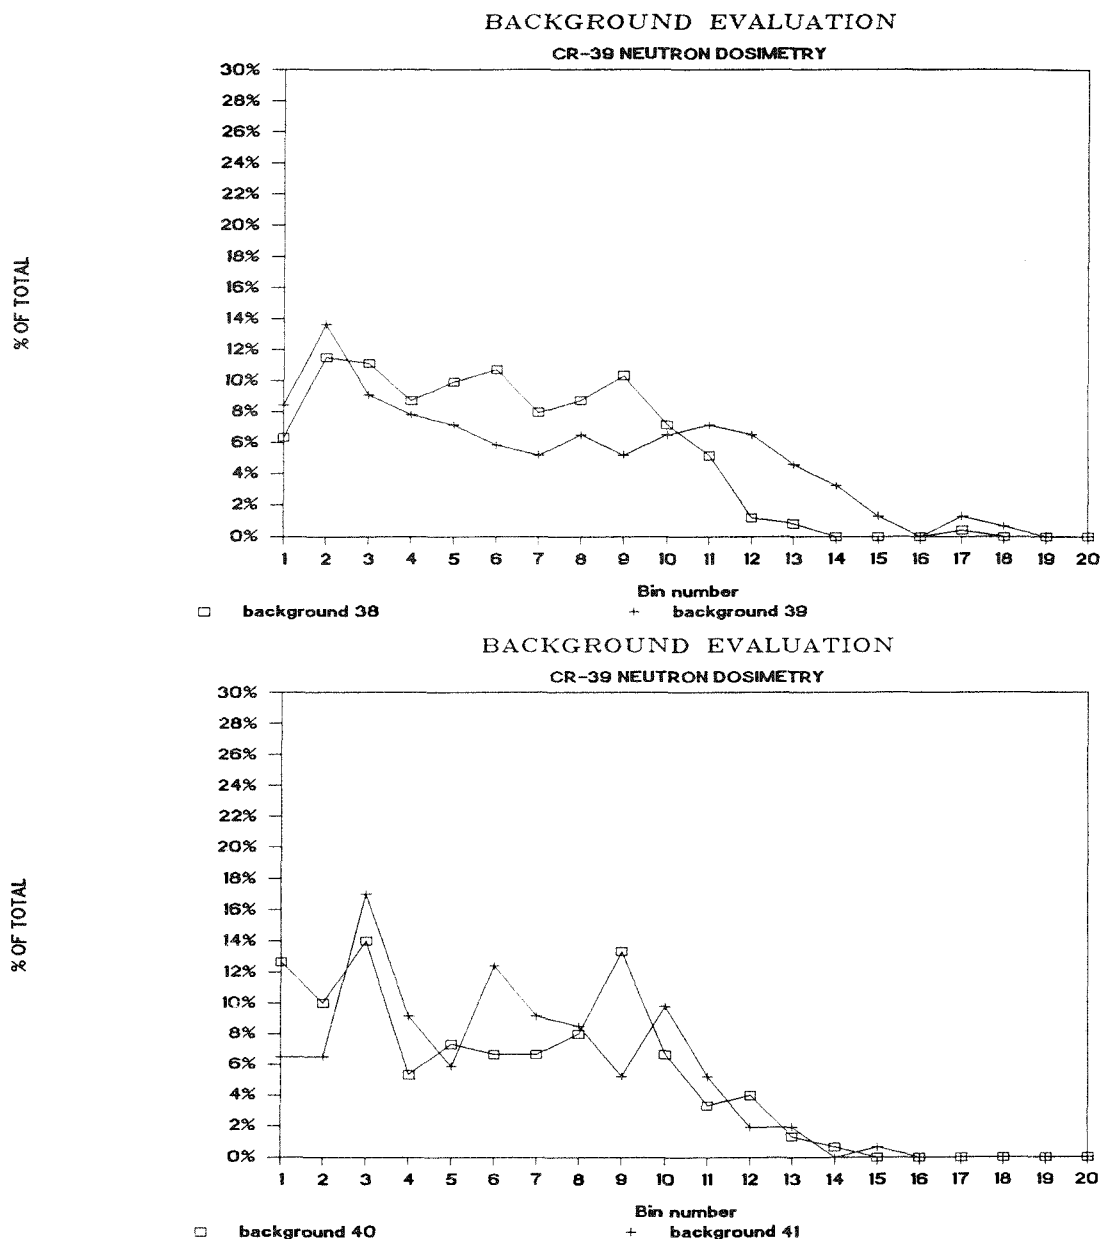 BACKGROUND EVALUATION
CR-39 NEUTRON DOSIMETRY
% OF TOTAL
30%
28%
26%
24%
22%
20%
18%
16%
14%
12%
10%
8%
6%
4%
2%
0%
1 2 3 4 5 6 7 8 9 10 11 12 13 14 15 16 17 18 19 20
Bin number
background 38 background 39
BACKGROUND EVALUATION
CR-39 NEUTRON DOSIMETRY
% OF TOTAL
30%
28%
26%
24%
22%
20%
18%
16%
14%
12%
10%
8%
6%
4%
2%
0%
1 2 3 4 5 6 7 8 9 10 11 12 13 14 15 16 17 18 19 20
Bin number
background 40 background 41